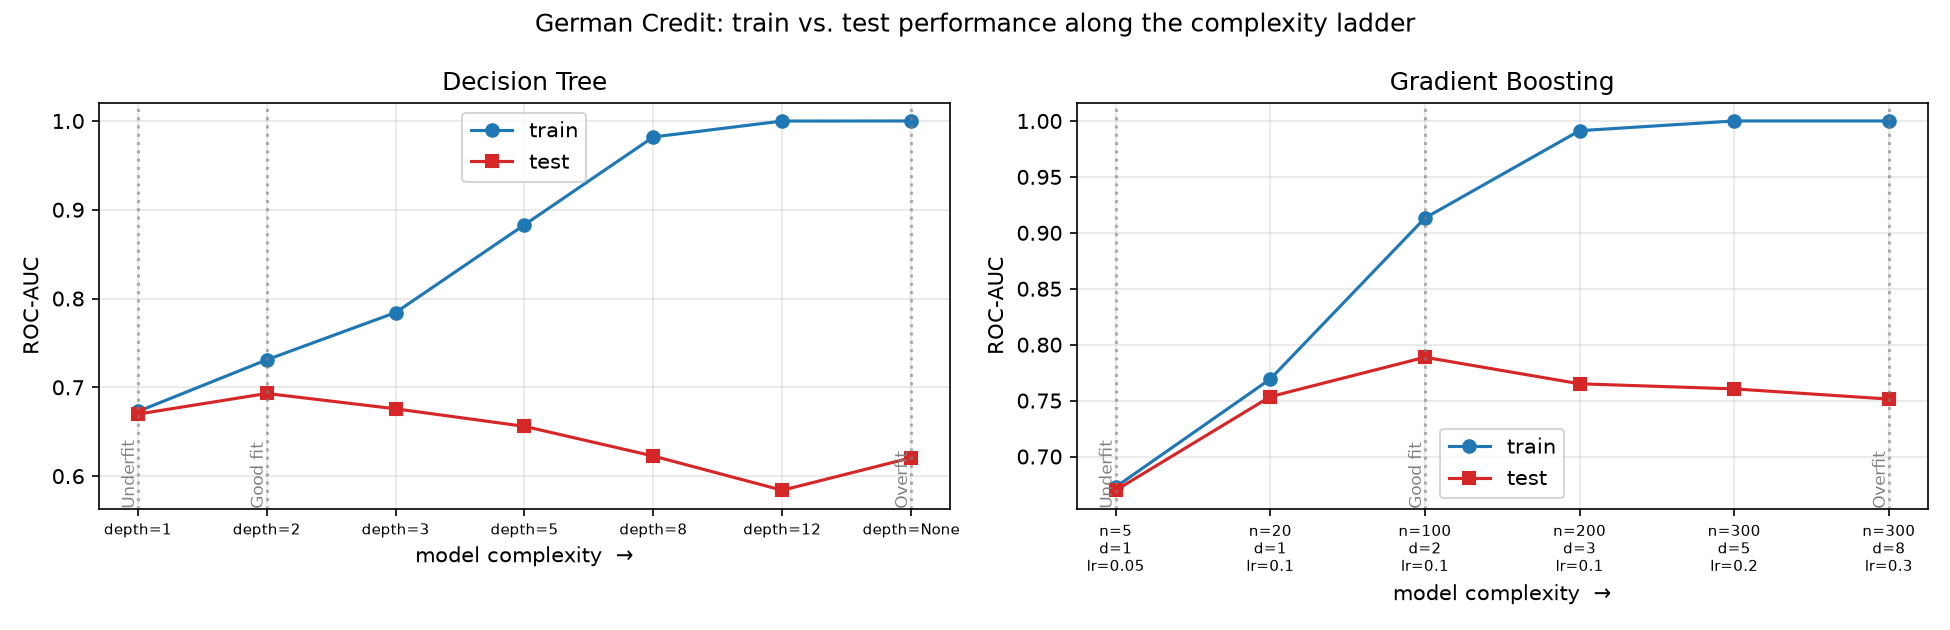 German Credit: train vs. test performance along the complexity ladder
Decision Tree
ROC-AUC
1.0
0.9
0.8
0.7
0.6
train
test
Underfit
Good fit
Overfit
depth=1 depth=2 depth=3 depth=5 depth=8 depth=12 depth=None
model complexity →
Gradient Boosting
ROC-AUC
1.00
0.95
0.90
0.85
0.80
0.75
0.70
train
test
Underfit
Good fit
Overfit
n=5 n=20 n=100 n=200 n=300 n=300
d=1 d=1 d=2 d=3 d=5 d=8
lr=0.05 lr=0.1 lr=0.1 lr=0.1 lr=0.2 lr=0.3
model complexity →